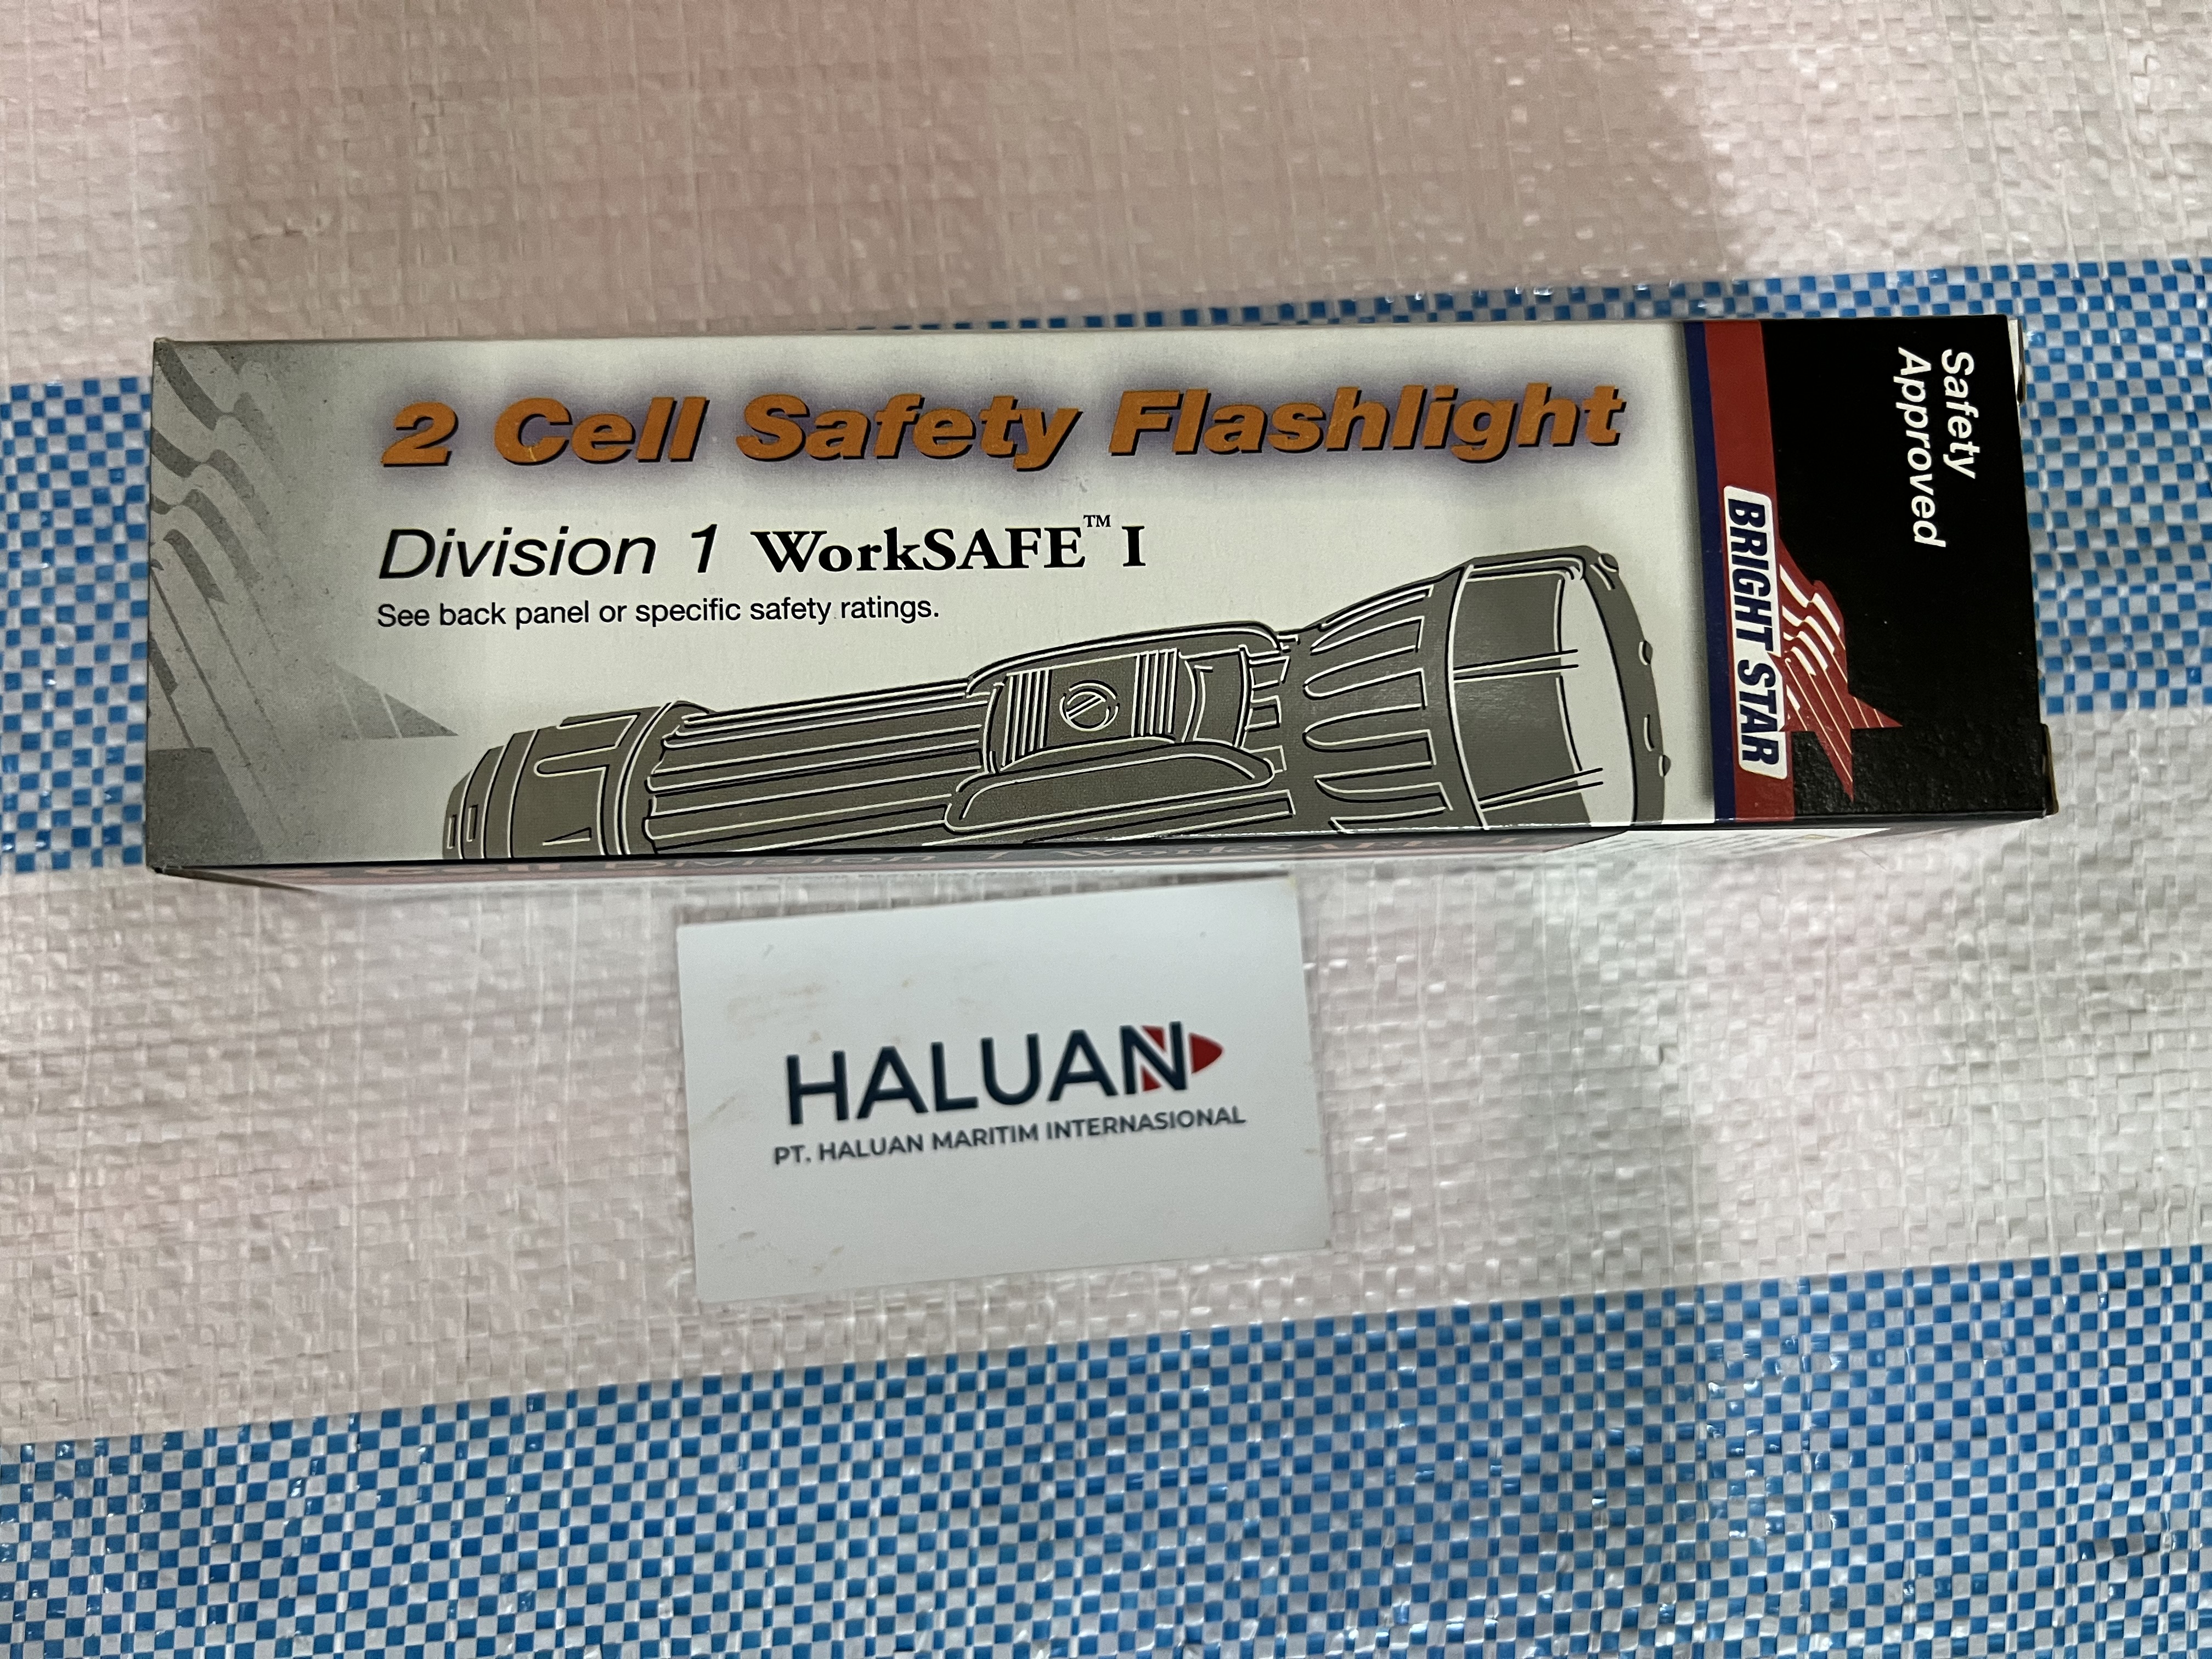 2 Cell Safety Flashlight
Division 1 WorkSAFE™ I
See back panel or specific safety ratings.
BRIGHT STAR
Safety
Approved
HALUAN
PT. HALUAN MARITIM INTERNASIONAL